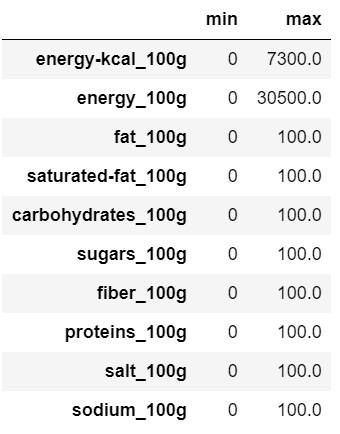 min max
energy-kcal_100g 0 7300.0
energy_100g 0 30500.0
fat_100g 0 100.0
saturated-fat_100g 0 100.0
carbohydrates_100g 0 100.0
sugars_100g 0 100.0
fiber_100g 0 100.0
proteins_100g 0 100.0
salt_100g 0 100.0
sodium_100g 0 100.0